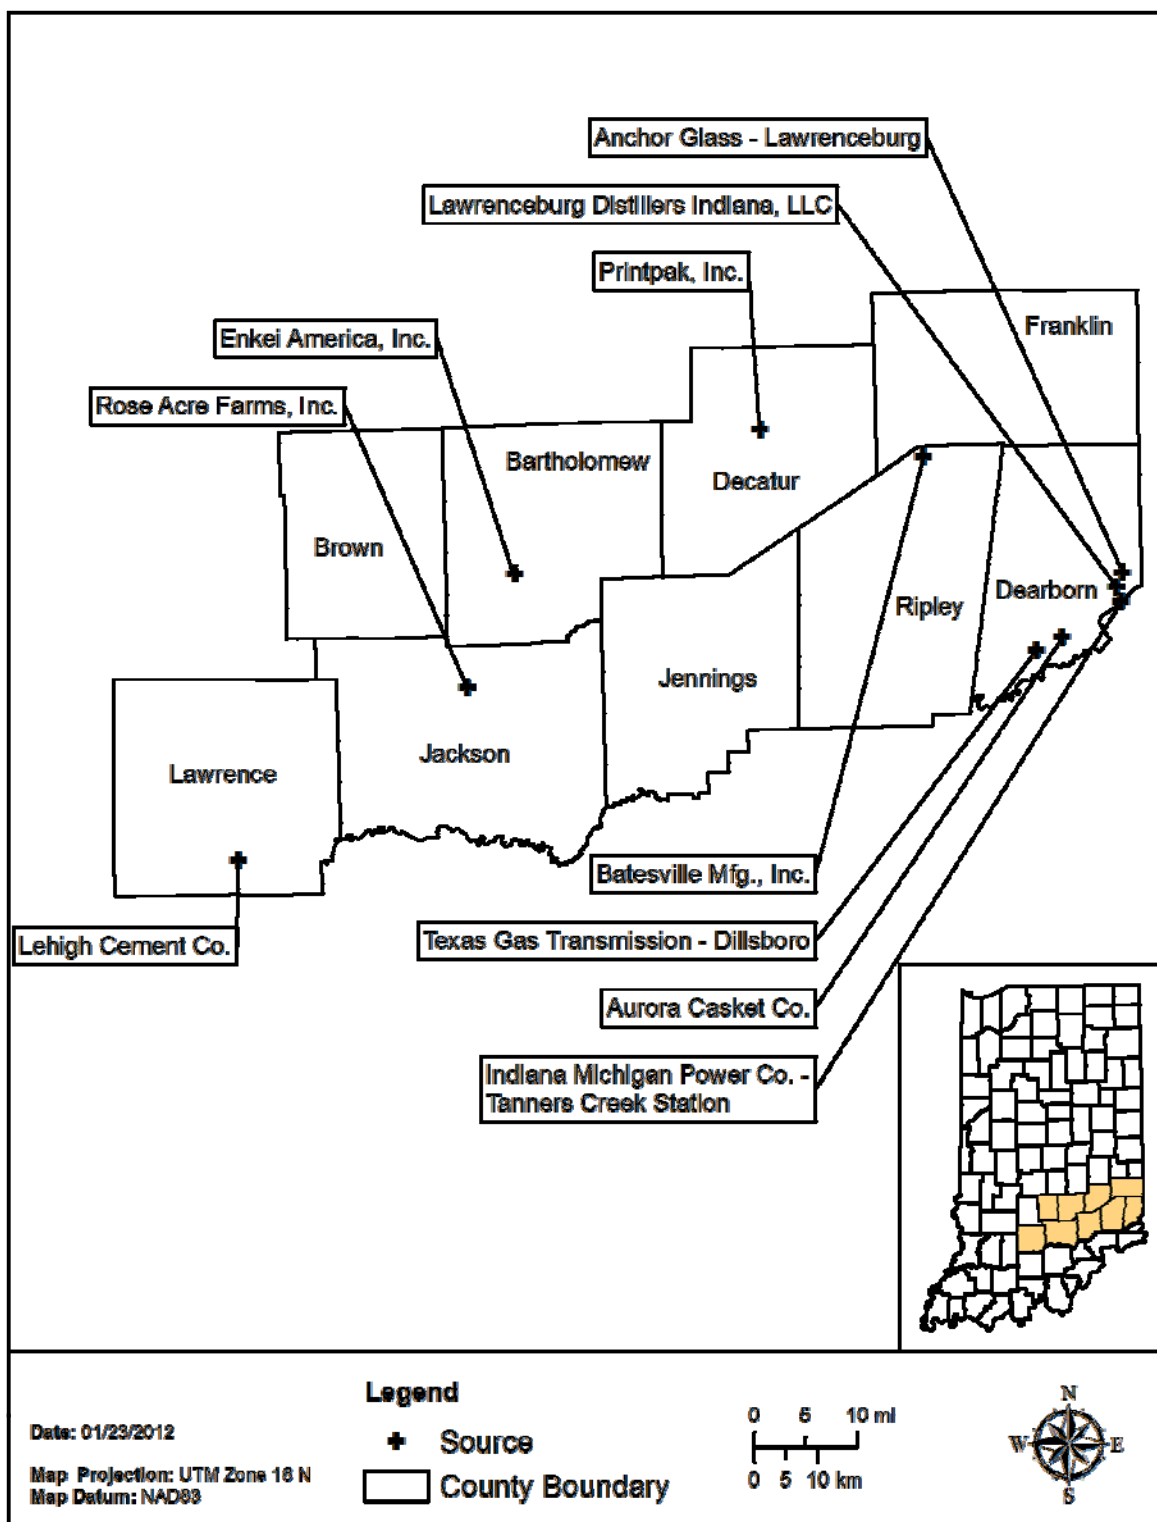 Anchor Glass - Lawrenceburg
Lawrenceburg Distillers Indiana, LLC
Printpak, Inc.
Franklin
Enkei America, Inc.
Rose Acre Farms, Inc.
Bartholomew
Decatur
Brown
Dearborn
Ripley
Jennings
Jackson
Lawrence
Batesville Mfg., Inc.
Texas Gas Transmission - Dillsboro
Lehigh Cement Co.
Aurora Casket Co.
Indiana Michigan Power Co. -
Tanners Creek Station
Legend
Date: 01/23/2012
Source
Map Projection: UTM Zone 16 N
Map Datum: NAD83
County Boundary
0 5 10 mi
0 5 10 km
N
W E
S